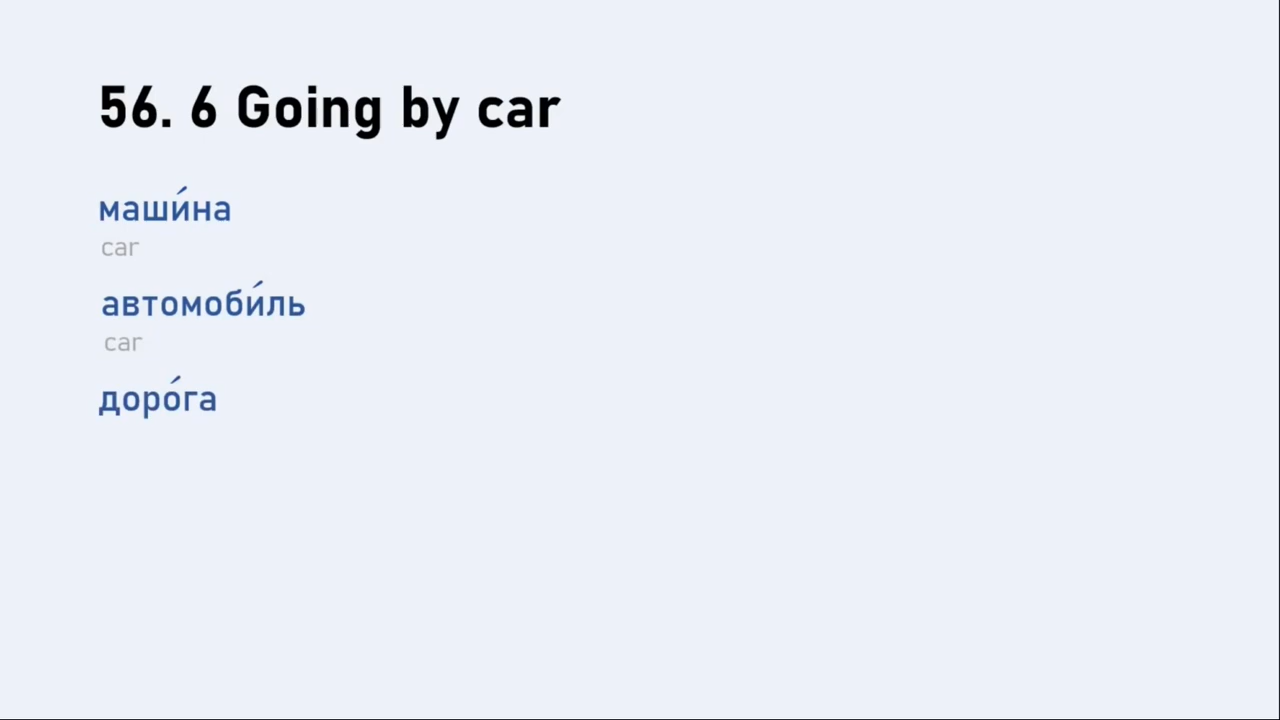 56. 6 Going by car
маши́на
car
автомоби́ль
car
доро́га